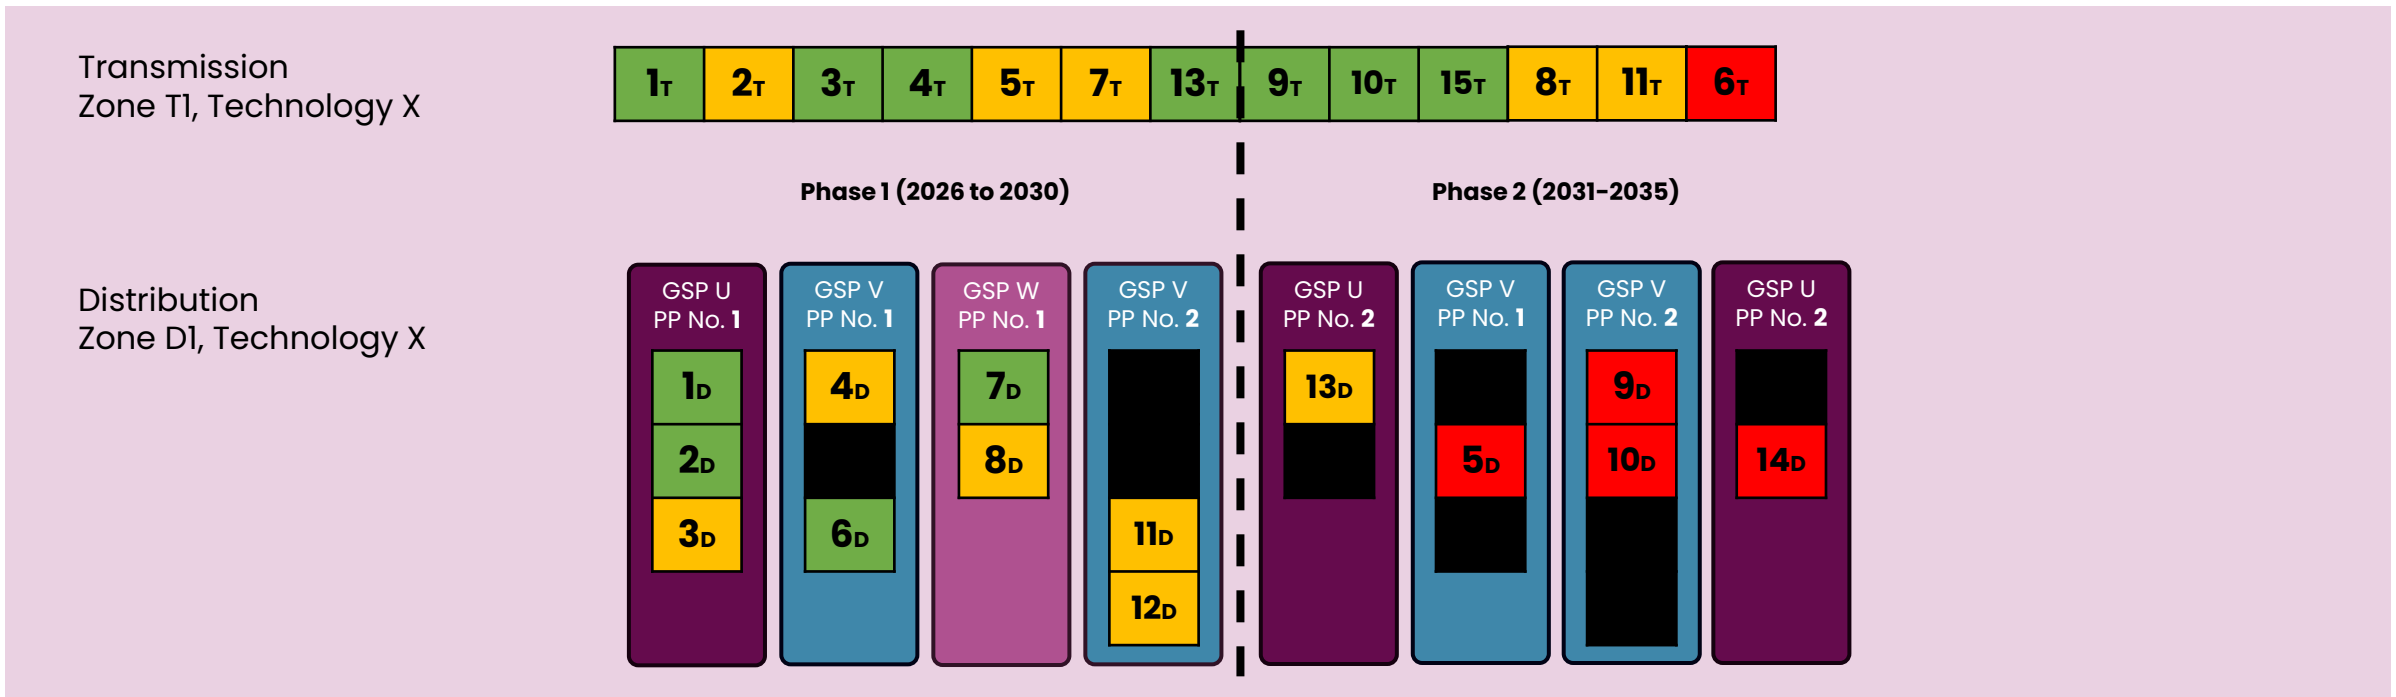 Transmission
Zone T1, Technology X
1T 2T 3T 4T 5T 7T 13T 9T 10T 15T 8T 11T 6T
Phase 1 (2026 to 2030)
Phase 2 (2031-2035)
Distribution
Zone D1, Technology X
GSP U
PP No. 1
1D
2D
3D
GSP V
PP No. 1
4D
6D
GSP W
PP No. 1
7D
8D
GSP V
PP No. 2
11D
12D
GSP U
PP No. 2
13D
GSP V
PP No. 1
5D
GSP V
PP No. 2
9D
10D
GSP U
PP No. 2
14D